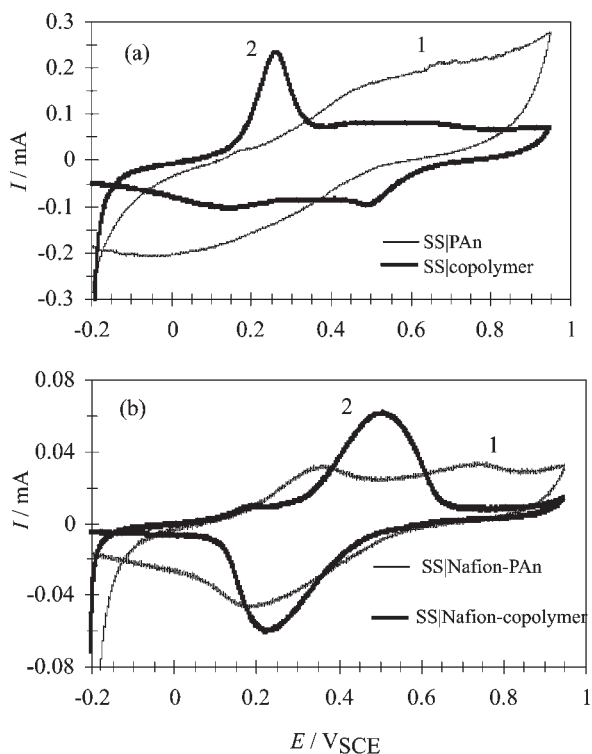 (a)
2
1
0.3
0.2
0.1
0
-0.1
-0.2
-0.3
I / mA
SS|PAn
SS|copolymer
-0.2 0 0.2 0.4 0.6 0.8 1
(b)
2
1
0.08
0.04
0
-0.04
-0.08
I / mA
SS|Nafion-PAn
SS|Nafion-copolymer
-0.2 0 0.2 0.4 0.6 0.8 1
E / VSCE